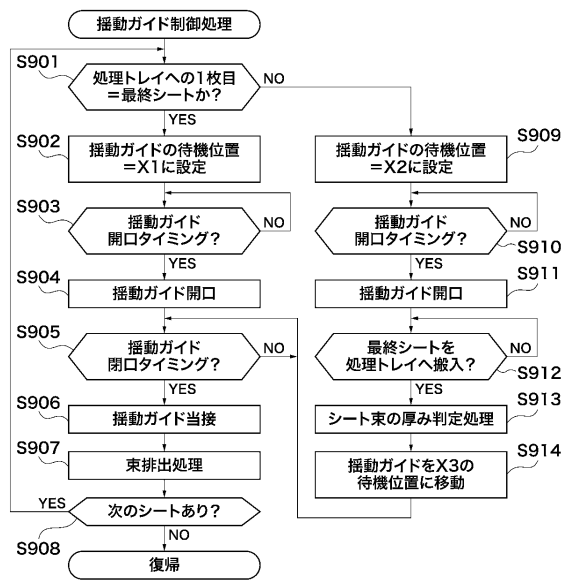 揺動ガイド制御処理
S901
処理トレイへの1枚目
=最終シートか?
NO
YES
S902
揺動ガイドの待機位置
=X1に設定
S903
揺動ガイド
開口タイミング?
NO
YES
S904
揺動ガイド開口
S905
揺動ガイド
閉口タイミング?
NO
YES
S906
揺動ガイド当接
S907
束排出処理
YES
次のシートあり?
S908
NO
復帰
S909
揺動ガイドの待機位置
=X2に設定
揺動ガイド
開口タイミング?
NO
S910
YES
S911
揺動ガイド開口
最終シートを
処理トレイへ搬入?
NO
S912
YES
S913
シート束の厚み判定処理
S914
揺動ガイドをX3の
待機位置に移動